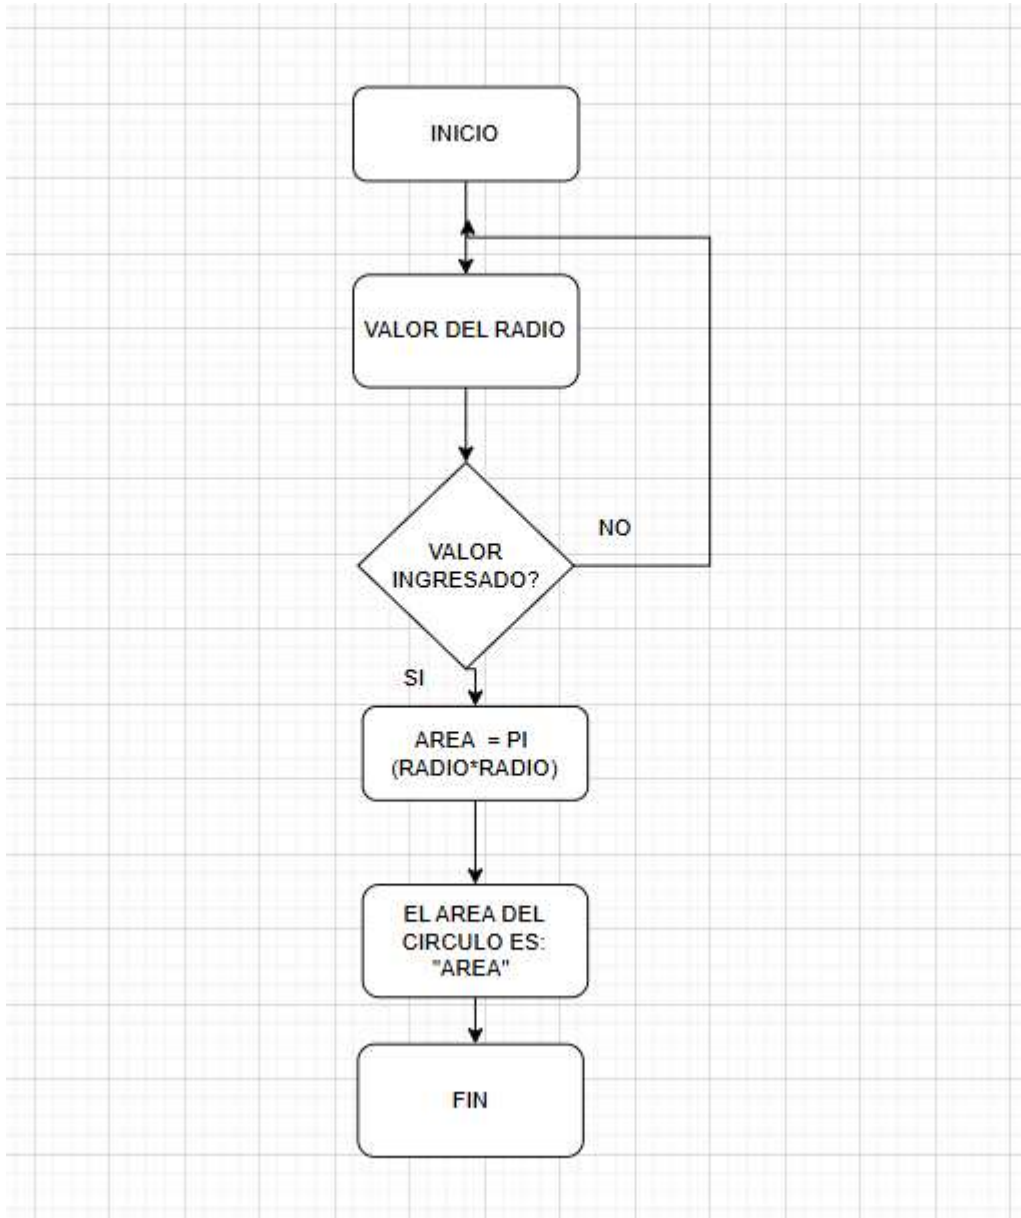 INICIO
VALOR DEL RADIO
NO
VALOR
INGRESADO?
SI
AREA = PI
(RADIO*RADIO)
EL AREA DEL
CIRCULO ES:
"AREA"
FIN